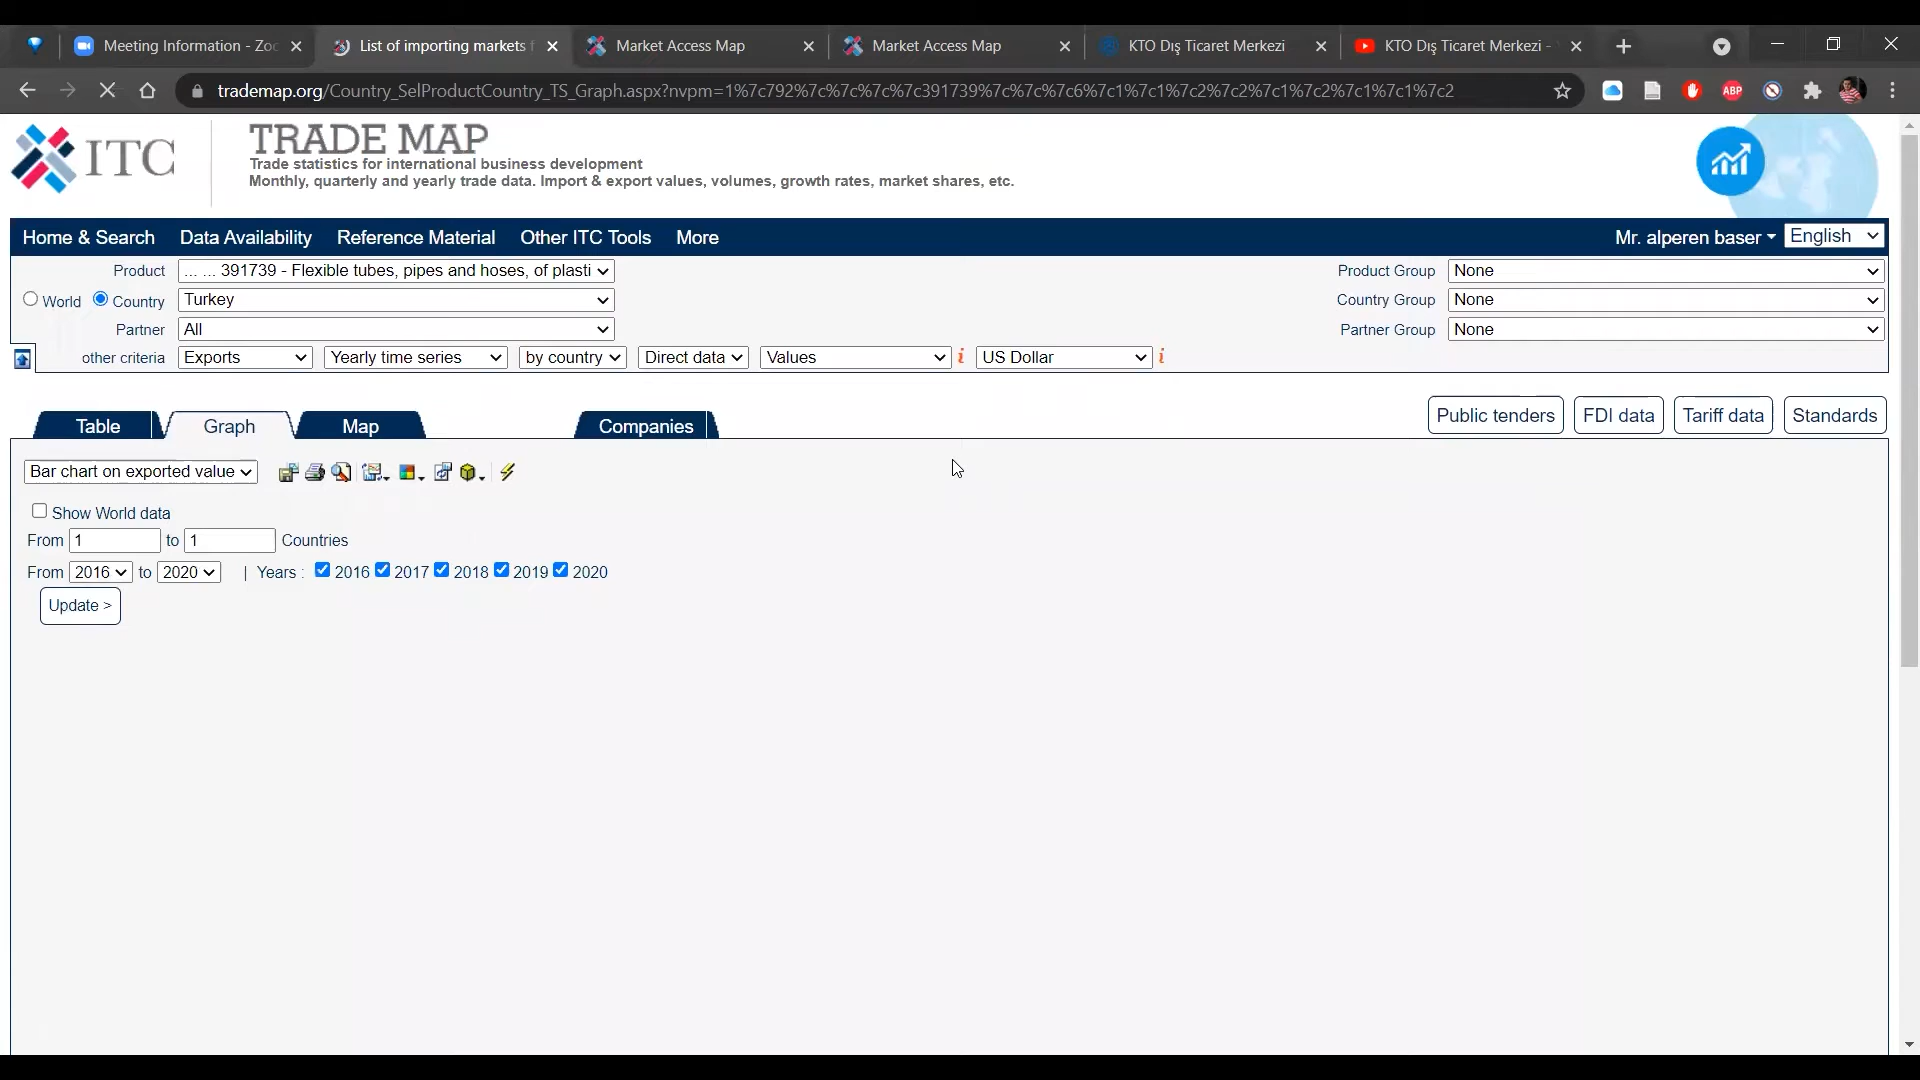 Meeting Information - Zoo
List of importing markets f
Market Access Map
Market Access Map
KTO Dış Ticaret Merkezi
KTO Dış Ticaret Merkezi -
trademap.org/Country_SelProductCountry_TS_Graph.aspx?nvpm=1%7c792%7c%7c%7c%7c391739%7c%7c%7c6%7c1%7c1%7c2%7c2%7c1%7c2%7c1%7c1%7c2
ABP
ITC
TRADE MAP
Trade statistics for international business development
Monthly, quarterly and yearly trade data. Import & export values, volumes, growth rates, market shares, etc.
Home & Search Data Availability Reference Material Other ITC Tools More Mr. alperen baser English
Product ... ... 391739 - Flexible tubes, pipes and hoses, of plasti Product Group None
World Country Turkey Country Group None
Partner All Partner Group None
other criteria Exports Yearly time series by country Direct data Values i US Dollar i
Table Graph Map Companies Public tenders FDI data Tariff data Standards
Bar chart on exported value
Show World data
From 1 to 1 Countries
From 2016 to 2020 | Years : 2016 2017 2018 2019 2020
Update >